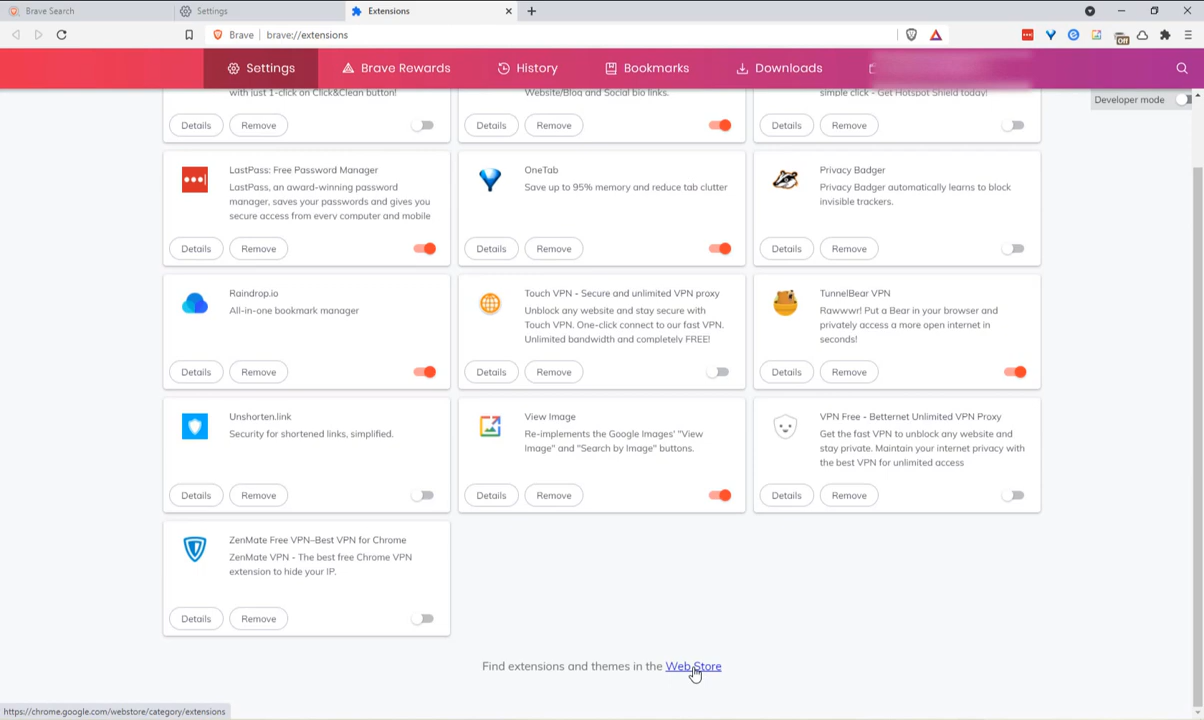 Brave Search
Settings
Extensions
Brave
brave://extensions
Off
Settings
Brave Rewards
History
Bookmarks
Downloads
Developer mode
with just 1-click on Click&Clean button!
Details
Remove
Website/Blog and Social bio links.
Details
Remove
simple click - Get Hotspot Shield today!
Details
Remove
LastPass: Free Password Manager
LastPass, an award-winning password
manager, saves your passwords and gives you
secure access from every computer and mobile
Details
Remove
OneTab
Save up to 95% memory and reduce tab clutter
Details
Remove
Privacy Badger
Privacy Badger automatically learns to block
invisible trackers.
Details
Remove
Raindrop.io
All-in-one bookmark manager
Details
Remove
Touch VPN - Secure and unlimited VPN proxy
Unblock any website and stay secure with
Touch VPN. One-click connect to our fast VPN.
Unlimited bandwidth and completely FREE!
Details
Remove
TunnelBear VPN
Rawwwr! Put a Bear in your browser and
privately access a more open internet in
seconds!
Details
Remove
Unshorten.link
Security for shortened links, simplified.
Details
Remove
View Image
Re-implements the Google Images' "View
Image" and "Search by Image" buttons.
Details
Remove
VPN Free - Betternet Unlimited VPN Proxy
Get the fast VPN to unblock any website and
stay private. Maintain your internet privacy with
the best VPN for unlimited access
Details
Remove
ZenMate Free VPN–Best VPN for Chrome
ZenMate VPN - The best free Chrome VPN
extension to hide your IP.
Details
Remove
Find extensions and themes in the Web Store
https://chrome.google.com/webstore/category/extensions